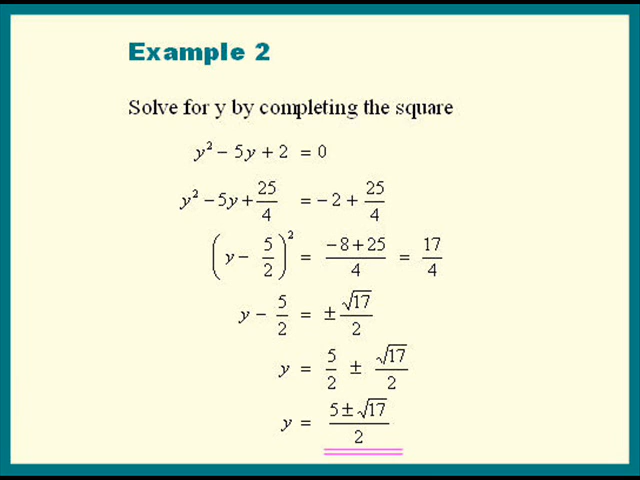 Example 2
Solve for y by completing the square
y² − 5y + 2 = 0
y² − 5y + 25/4 = −2 + 25/4
(y − 5/2)² = (−8 + 25)/4 = 17/4
y − 5/2 = ± √17/2
y = 5/2 ± √17/2
y = (5 ± √17)/2